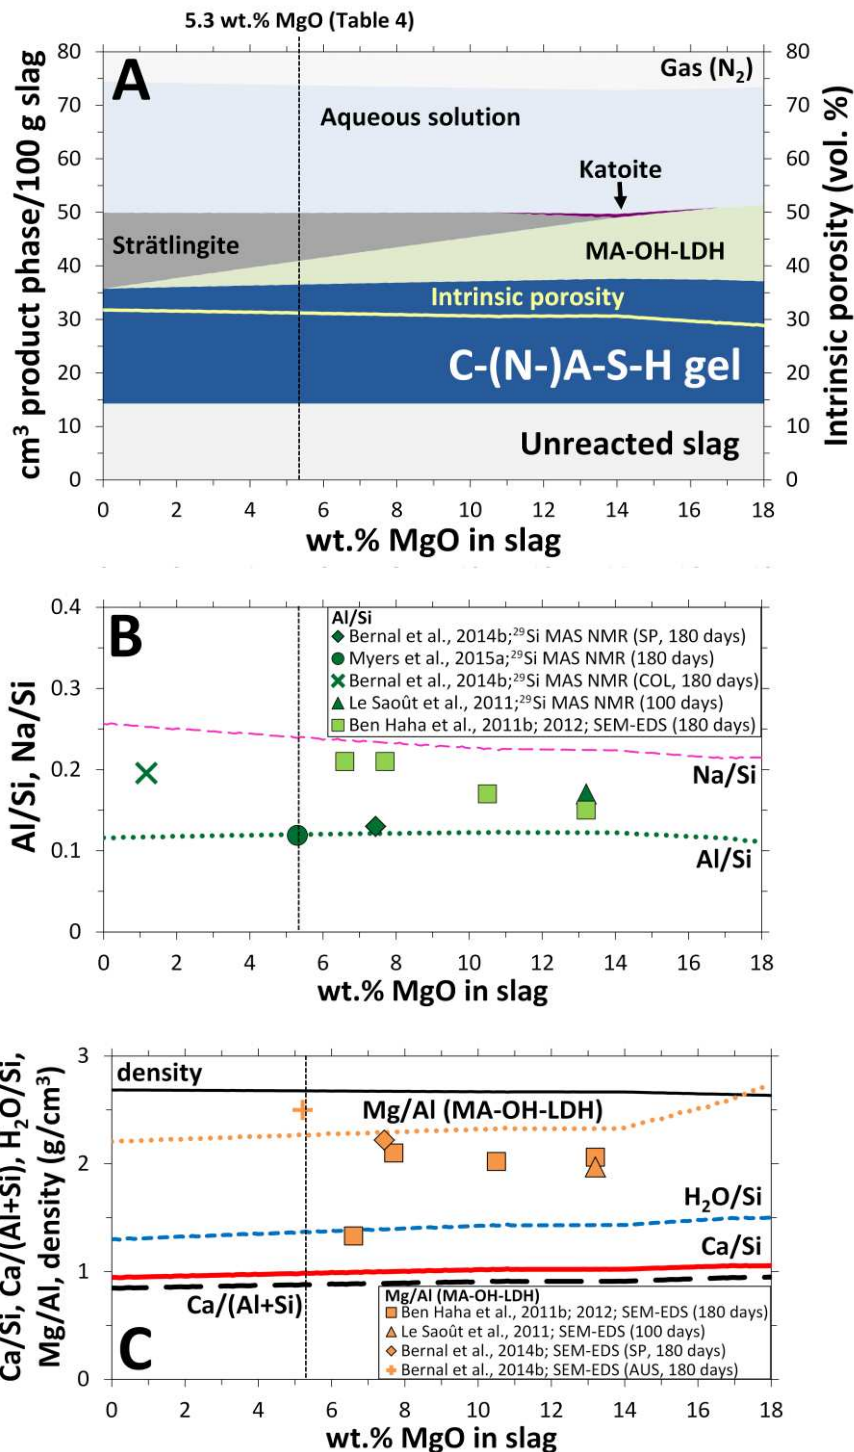 5.3 wt.% MgO (Table 4)
80
70
60
50
40
30
20
10
0
cm³ product phase/100 g slag
A
Gas (N₂)
Aqueous solution
Katoite
Strätlingite
MA-OH-LDH
Intrinsic porosity
C-(N-)A-S-H gel
Unreacted slag
80
70
60
50
40
30
20
10
0
Intrinsic porosity (vol. %)
0 2 4 6 8 10 12 14 16 18
wt.% MgO in slag
0.4
0.3
0.2
0.1
0
Al/Si, Na/Si
B
Al/Si
Bernal et al., 2014b;²⁹Si MAS NMR (SP, 180 days)
Myers et al., 2015a;²⁹Si MAS NMR (180 days)
Bernal et al., 2014b;²⁹Si MAS NMR (COL, 180 days)
Le Saoût et al., 2011;²⁹Si MAS NMR (100 days)
Ben Haha et al., 2011b; 2012; SEM-EDS (180 days)
Na/Si
Al/Si
0 2 4 6 8 10 12 14 16 18
wt.% MgO in slag
3
2
1
0
Ca/Si, Ca/(Al+Si), H₂O/Si,
Mg/Al, density (g/cm³)
density
Mg/Al (MA-OH-LDH)
H₂O/Si
Ca/Si
Ca/(Al+Si)
C
Mg/Al (MA-OH-LDH)
Ben Haha et al., 2011b; 2012; SEM-EDS (180 days)
Le Saoût et al., 2011; SEM-EDS (100 days)
Bernal et al., 2014b; SEM-EDS (SP, 180 days)
Bernal et al., 2014b; SEM-EDS (AUS, 180 days)
0 2 4 6 8 10 12 14 16 18
wt.% MgO in slag